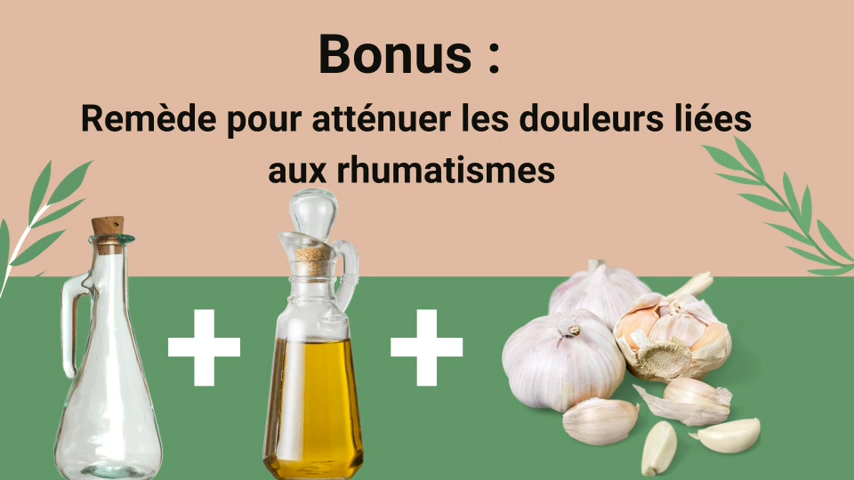 Bonus :
Remède pour atténuer les douleurs liées
aux rhumatismes